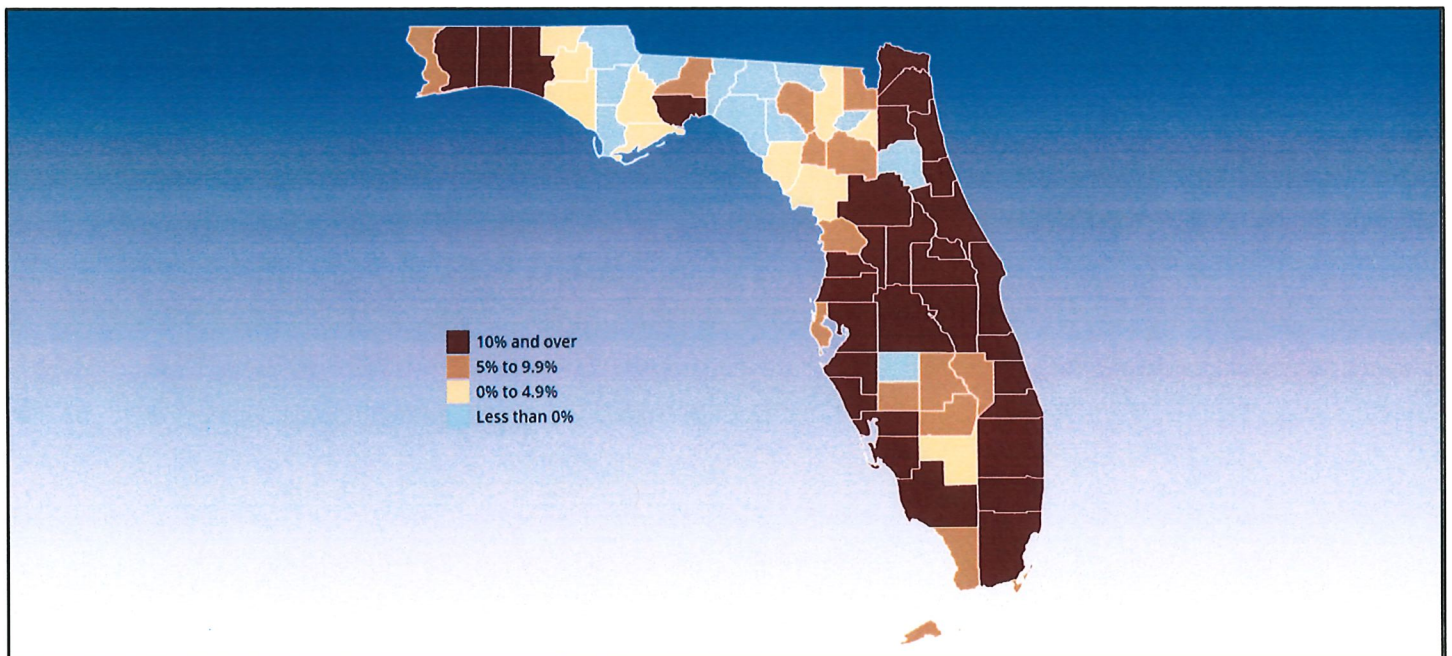 10% and over
5% to 9.9%
0% to 4.9%
Less than 0%